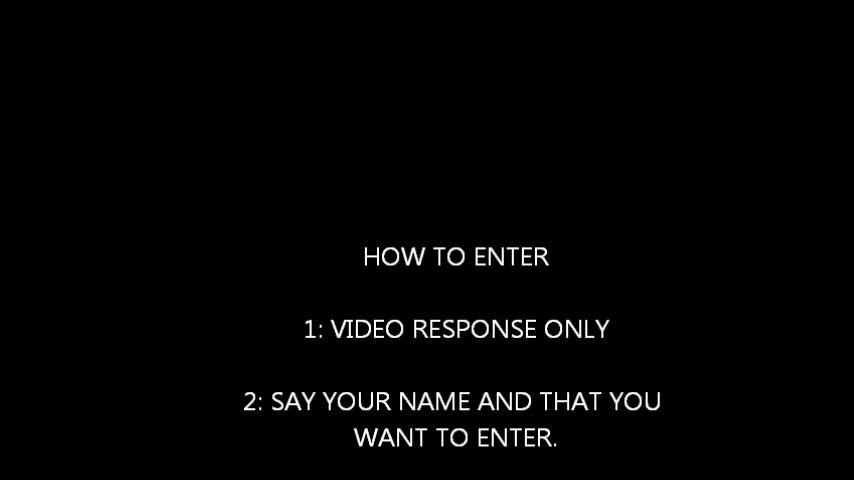 HOW TO ENTER
1: VIDEO RESPONSE ONLY
2: SAY YOUR NAME AND THAT YOU
WANT TO ENTER.